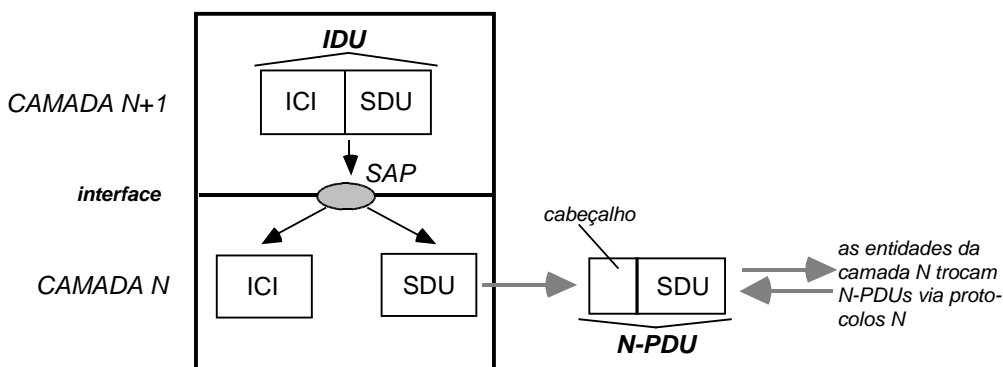 IDU
CAMADA N+1
ICI
SDU
SAP
interface
cabeçalho
CAMADA N
ICI
SDU
SDU
N-PDU
as entidades da
camada N trocam
N-PDUs via proto-
colos N